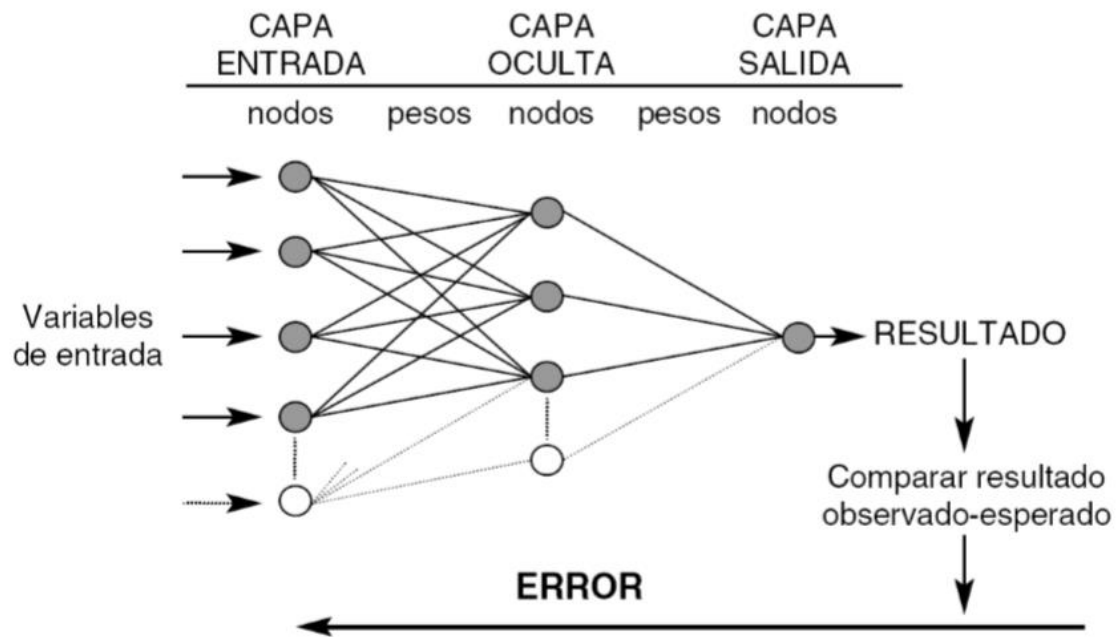 CAPA ENTRADA
CAPA OCULTA
CAPA SALIDA
nodos pesos nodos pesos nodos
Variables
de entrada
RESULTADO
Comparar resultado
observado-esperado
ERROR